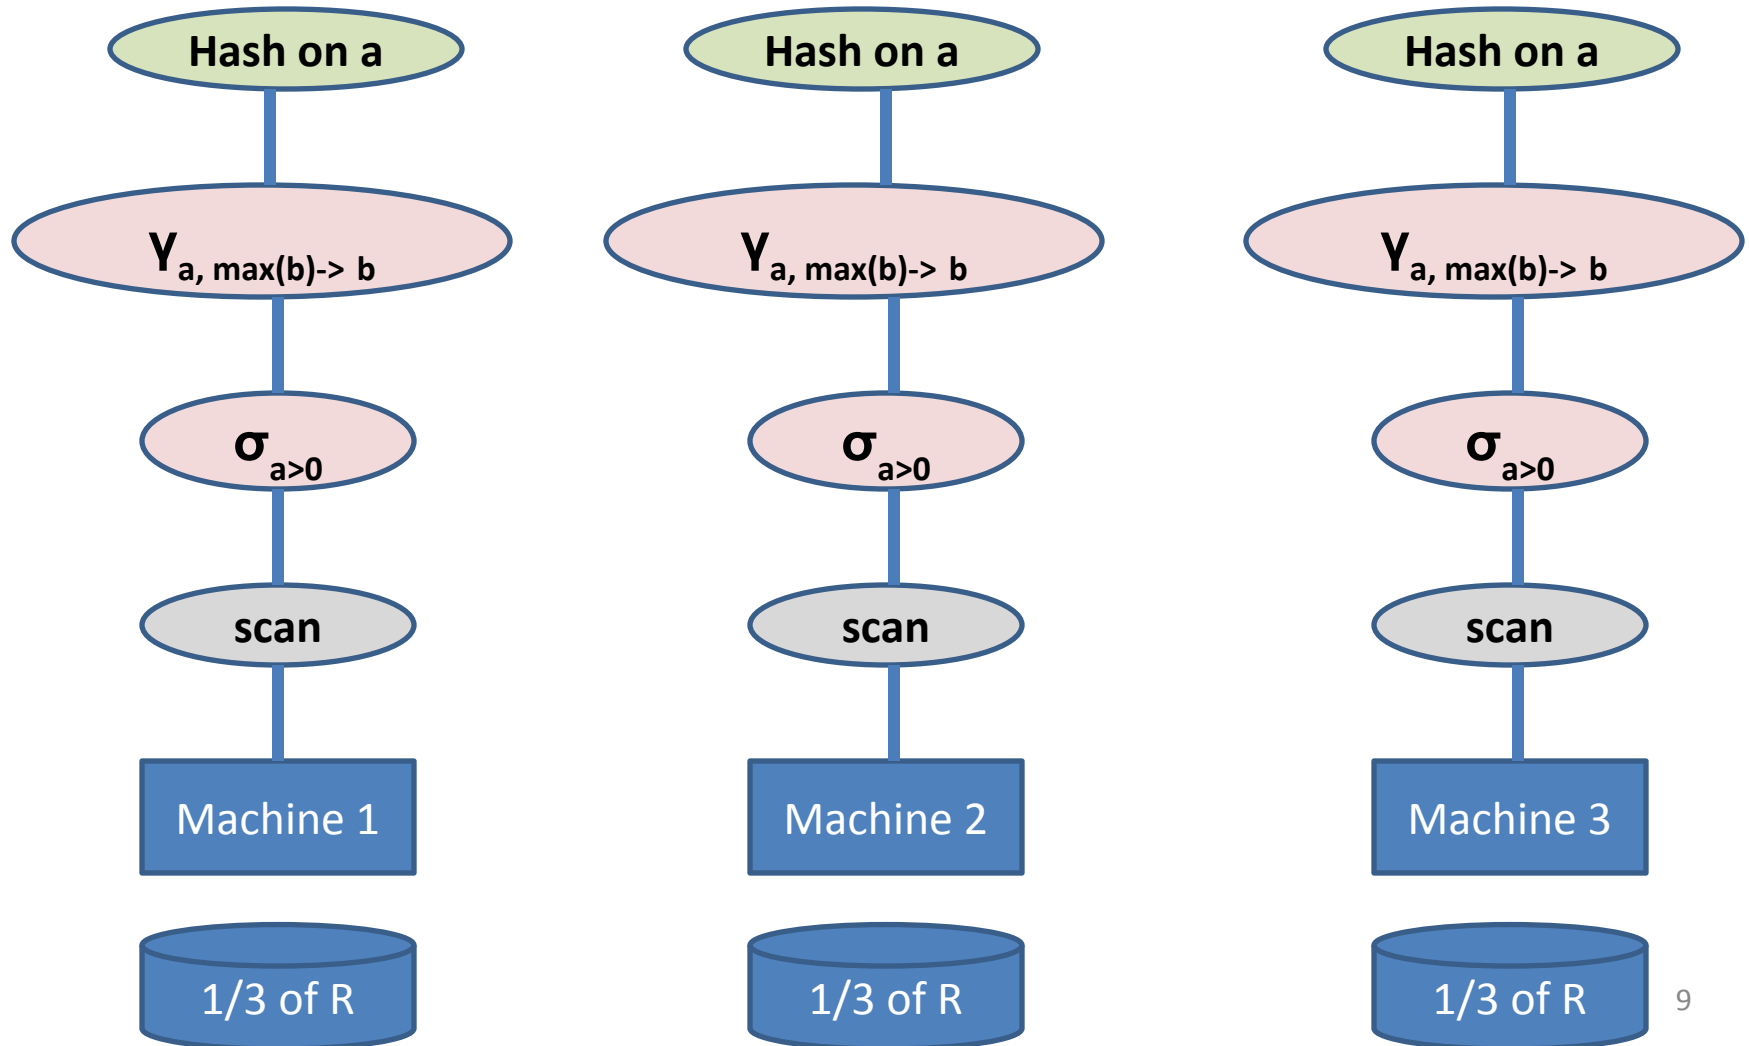 Hash on a Hash on a Hash on a
γa, max(b)-> b γa, max(b)-> b γa, max(b)-> b
σa>0 σa>0 σa>0
scan scan scan
Machine 1 Machine 2 Machine 3
1/3 of R 1/3 of R 1/3 of R 9